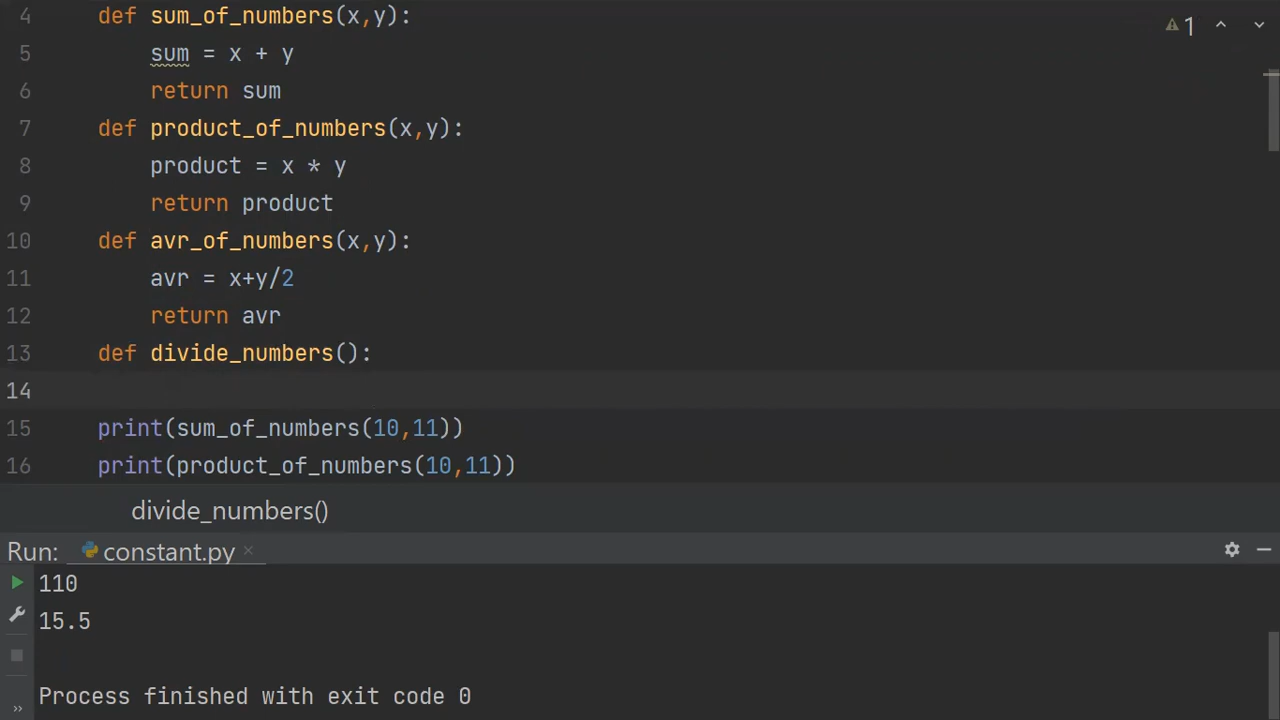 4 def sum_of_numbers(x,y):
1
5 sum = x + y
6 return sum
7 def product_of_numbers(x,y):
8 product = x * y
9 return product
10 def avr_of_numbers(x,y):
11 avr = x+y/2
12 return avr
13 def divide_numbers():
14
15 print(sum_of_numbers(10,11))
16 print(product_of_numbers(10,11))
divide_numbers()
Run: constant.py ×
110
15.5
Process finished with exit code 0